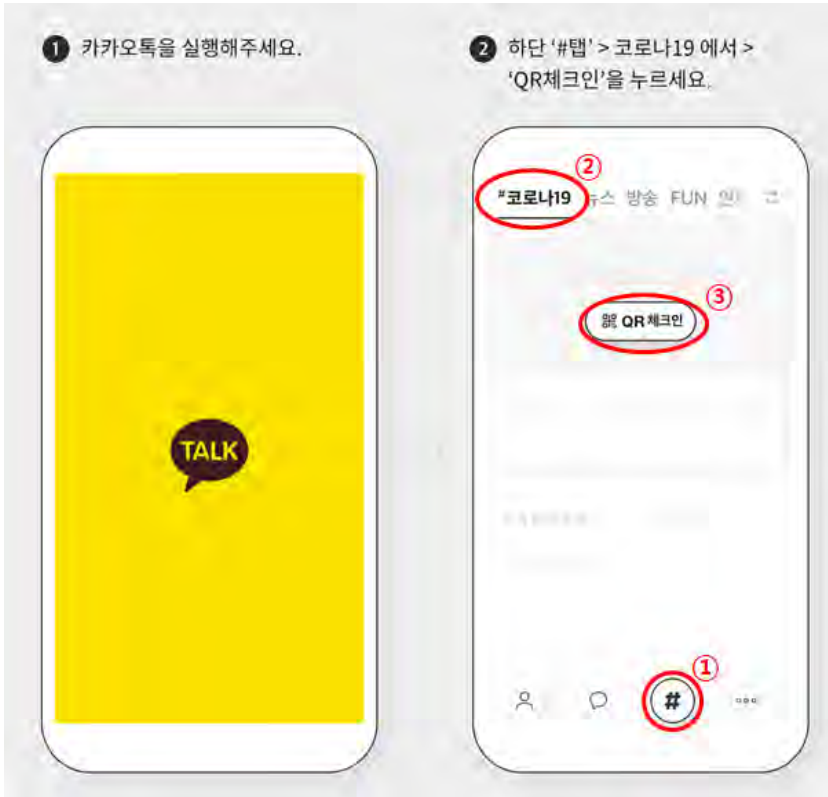 1 카카오톡을 실행해주세요.
2 하단 '#탭' > 코로나19 에서 >
'QR체크인'을 누르세요.
TALK
②
#코로나19 뉴스 방송 FUN
③
QR 체크인
①
#